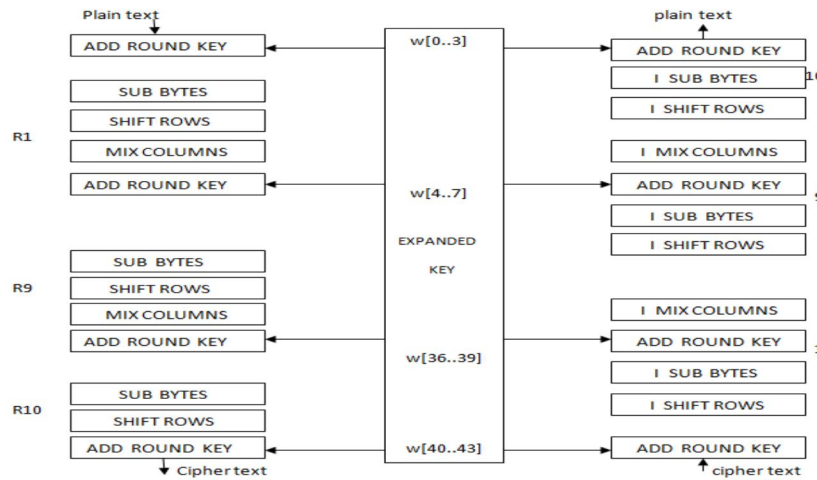 Plain text
ADD ROUND KEY
R1
SUB BYTES
SHIFT ROWS
MIX COLUMNS
ADD ROUND KEY
R9
SUB BYTES
SHIFT ROWS
MIX COLUMNS
ADD ROUND KEY
R10
SUB BYTES
SHIFT ROWS
ADD ROUND KEY
Cipher text
w[0..3]
w[4..7]
EXPANDED
KEY
w[36..39]
w[40..43]
plain text
ADD ROUND KEY
I SUB BYTES
I SHIFT ROWS
I MIX COLUMNS
ADD ROUND KEY
I SUB BYTES
I SHIFT ROWS
I MIX COLUMNS
ADD ROUND KEY
I SUB BYTES
I SHIFT ROWS
ADD ROUND KEY
cipher text